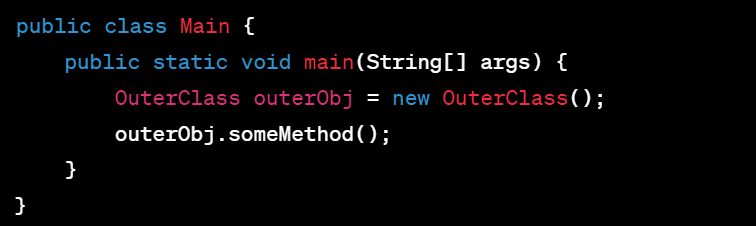 public class Main {
    public static void main(String[] args) {
        OuterClass outerObj = new OuterClass();
        outerObj.someMethod();
    }
}